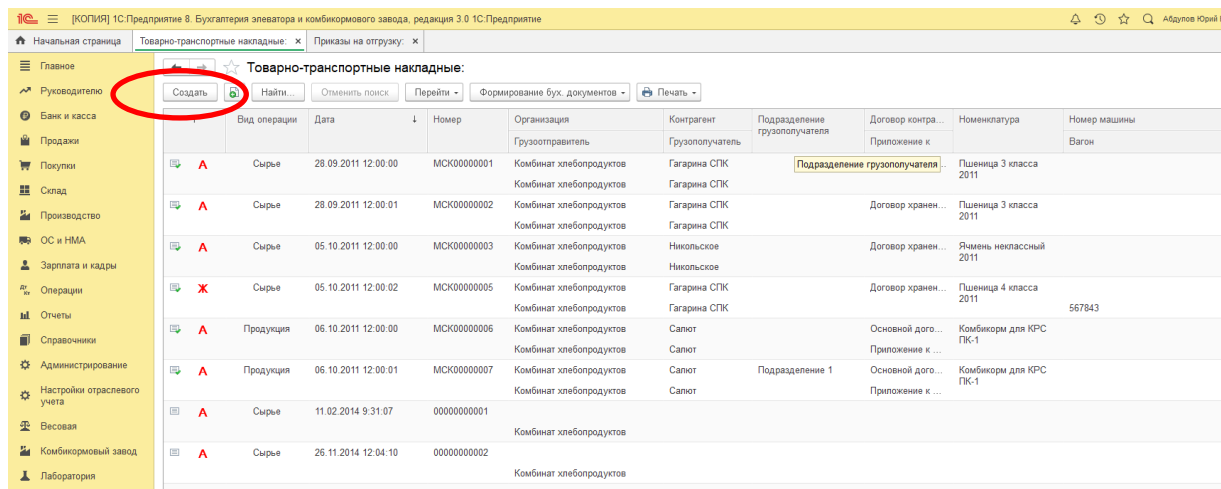 1С [КОПИЯ] 1С:Предприятие 8. Бухгалтерия элеватора и комбикормового завода, редакция 3.0 1С:Предприятие Абдулов Юрий
Начальная страница Товарно-транспортные накладные: × Приказы на отгрузку: ×
Главное
Руководителю
Банк и касса
Продажи
Покупки
Склад
Производство
ОС и НМА
Зарплата и кадры
Операции
Отчеты
Справочники
Администрирование
Настройки отраслевого
учета
Весовая
Комбикормовый завод
Лаборатория
Товарно-транспортные накладные:
Создать Найти... Отменить поиск Перейти Формирование бух. документов Печать
Вид операции Дата ↓ Номер Организация Контрагент Подразделение грузополучателя Договор контра... Номенклатура Номер машины
Грузоотправитель Грузополучатель Приложение к Вагон
А Сырье 28.09.2011 12:00:00 МСК00000001 Комбинат хлебопродуктов Гагарина СПК Подразделение грузополучателя Пшеница 3 класса 2011
Комбинат хлебопродуктов Гагарина СПК
А Сырье 28.09.2011 12:00:01 МСК00000002 Комбинат хлебопродуктов Гагарина СПК Договор хранен... Пшеница 3 класса 2011
Комбинат хлебопродуктов Гагарина СПК
А Сырье 05.10.2011 12:00:00 МСК00000003 Комбинат хлебопродуктов Никольское Договор хранен... Ячмень неклассный 2011
Комбинат хлебопродуктов Никольское
Ж Сырье 05.10.2011 12:00:02 МСК00000005 Комбинат хлебопродуктов Гагарина СПК Договор хранен... Пшеница 4 класса 2011
Комбинат хлебопродуктов Гагарина СПК 567843
А Продукция 06.10.2011 12:00:00 МСК00000006 Комбинат хлебопродуктов Салют Основной дого... Комбикорм для КРС ПК-1
Комбинат хлебопродуктов Салют Приложение к ...
А Продукция 06.10.2011 12:00:01 МСК00000007 Комбинат хлебопродуктов Салют Подразделение 1 Основной дого... Комбикорм для КРС ПК-1
Комбинат хлебопродуктов Салют Приложение к ...
А Сырье 11.02.2014 9:31:07 00000000001
Комбинат хлебопродуктов
А Сырье 26.11.2014 12:04:10 00000000002
Комбинат хлебопродуктов